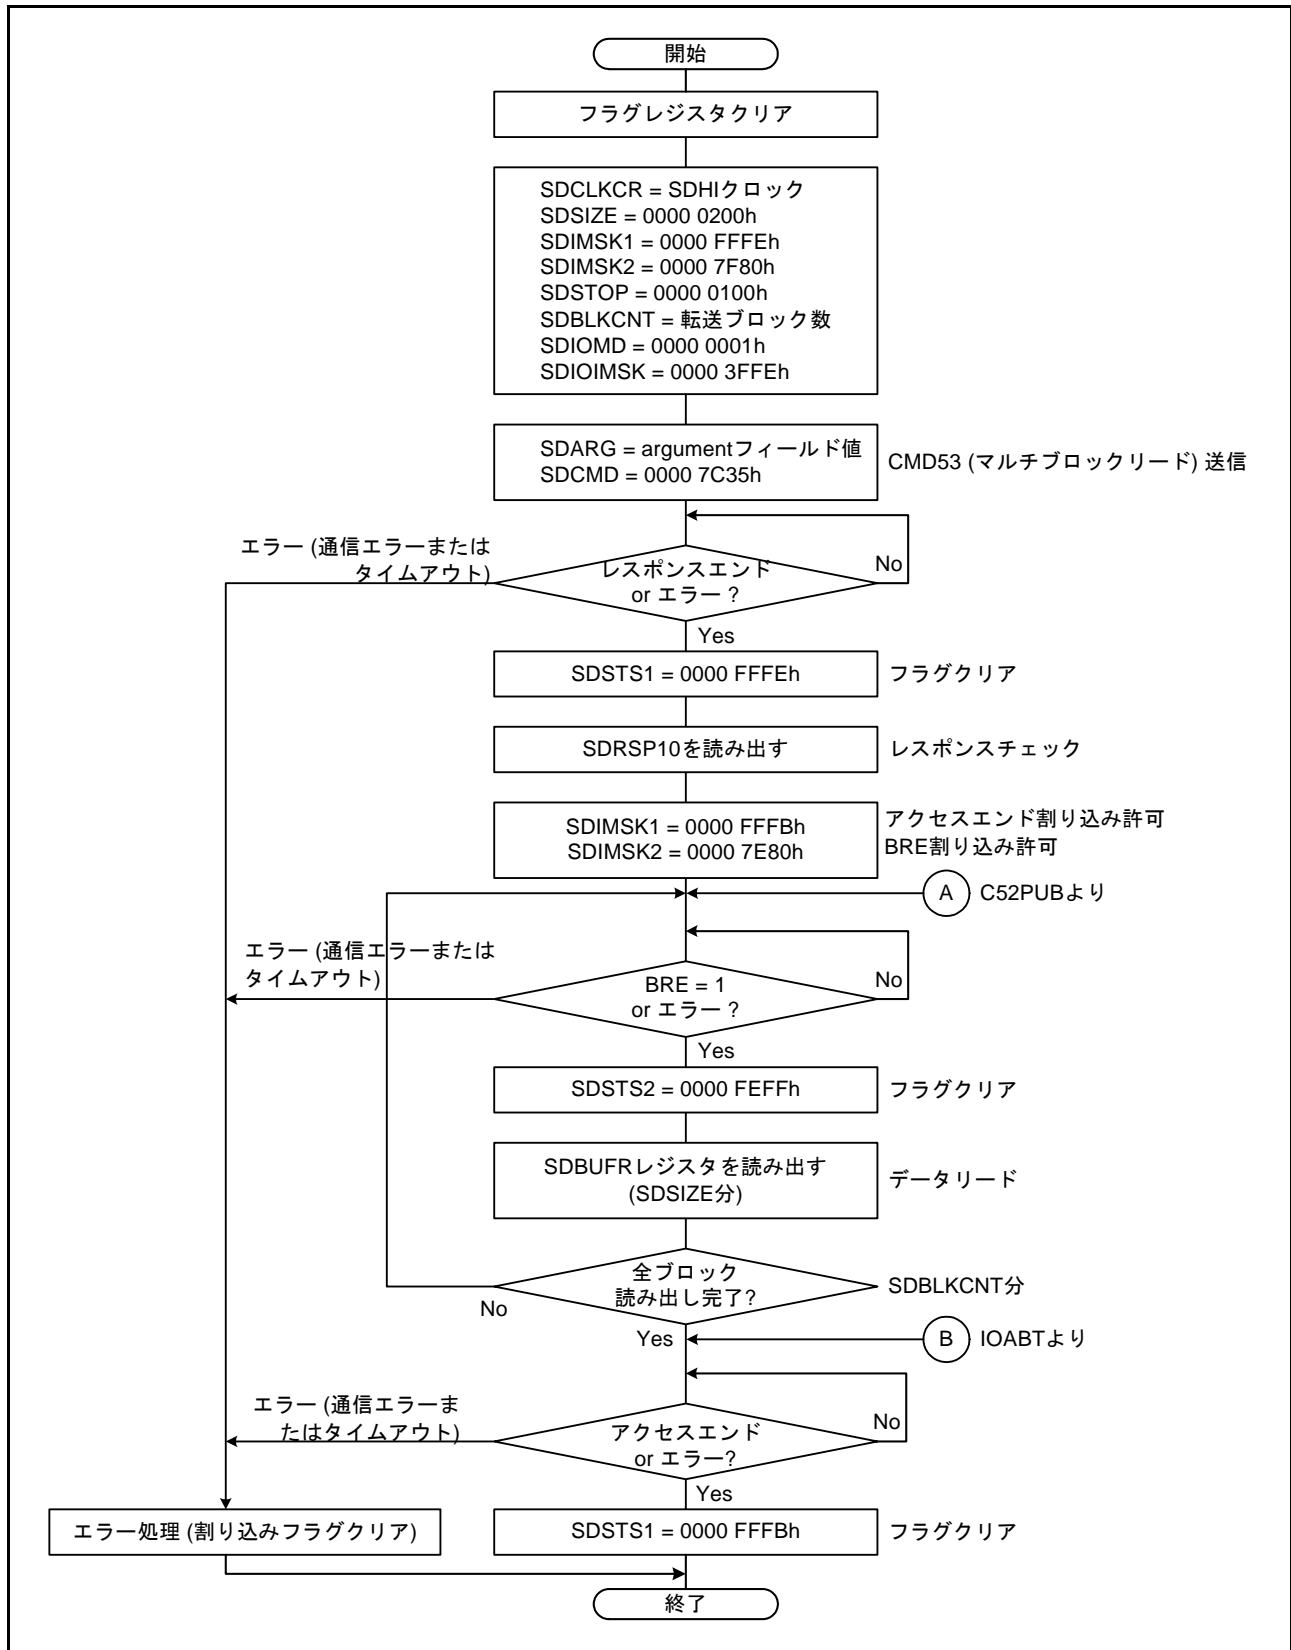 開始
フラグレジスタクリア
SDCLKCR = SDHIクロック
SDSIZE = 0000 0200h
SDIMSK1 = 0000 FFFEh
SDIMSK2 = 0000 7F80h
SDSTOP = 0000 0100h
SDBLKCNT = 転送ブロック数
SDIOMD = 0000 0001h
SDIOIMSK = 0000 3FFEh
SDARG = argumentフィールド値
SDCMD = 0000 7C35h
CMD53 (マルチブロックリード) 送信
エラー (通信エラーまたは
タイムアウト)
レスポンスエンド
or エラー ?
No
Yes
SDSTS1 = 0000 FFFEh
フラグクリア
SDRSP10を読み出す
レスポンスチェック
SDIMSK1 = 0000 FFFBh
SDIMSK2 = 0000 7E80h
アクセスエンド割り込み許可
BRE割り込み許可
A
C52PUBより
エラー (通信エラーまたは
タイムアウト)
BRE = 1
or エラー ?
No
Yes
SDSTS2 = 0000 FEFFh
フラグクリア
SDBUFRレジスタを読み出す
(SDSIZE分)
データリード
全ブロック
読み出し完了?
SDBLKCNT分
No
Yes
B
IOABTより
エラー (通信エラーま
たはタイムアウト)
アクセスエンド
or エラー?
No
Yes
エラー処理 (割り込みフラグクリア)
SDSTS1 = 0000 FFFBh
フラグクリア
終了